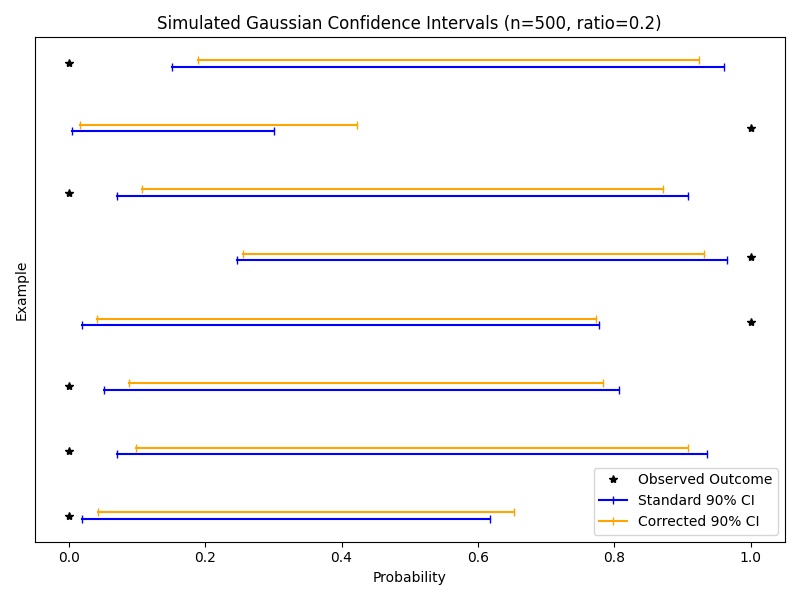 Simulated Gaussian Confidence Intervals (n=500, ratio=0.2)
Example
Observed Outcome
Standard 90% CI
Corrected 90% CI
0.0 0.2 0.4 0.6 0.8 1.0
Probability